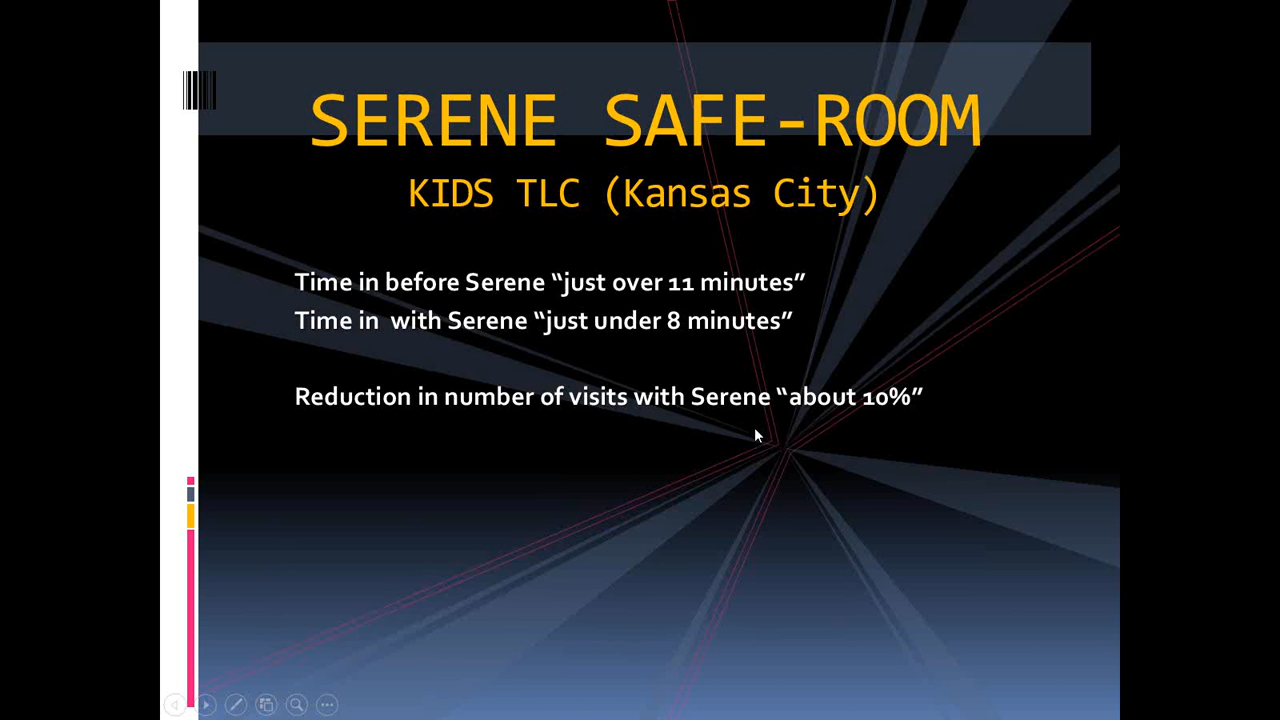 SERENE SAFE-ROOM
KIDS TLC (Kansas City)
Time in before Serene “just over 11 minutes”
Time in  with Serene “just under 8 minutes”
Reduction in number of visits with Serene “about 10%”